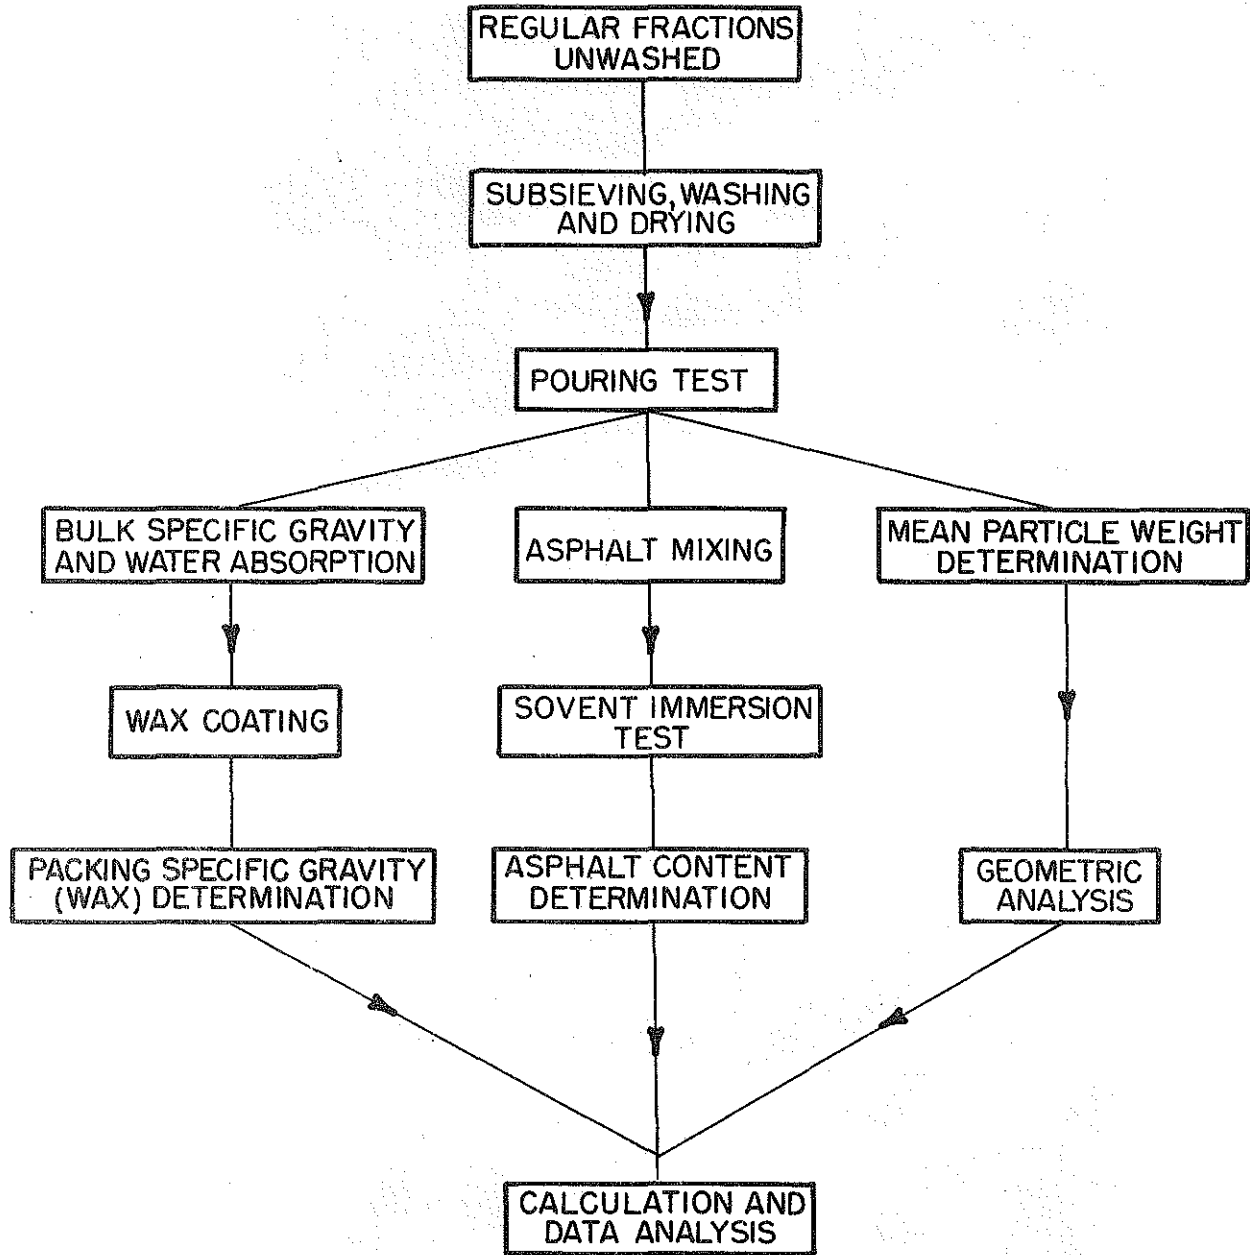 REGULAR FRACTIONS
UNWASHED
SUBSIEVING, WASHING
AND DRYING
POURING TEST
BULK SPECIFIC GRAVITY
AND WATER ABSORPTION
ASPHALT MIXING
MEAN PARTICLE WEIGHT
DETERMINATION
WAX COATING
SOVENT IMMERSION
TEST
PACKING SPECIFIC GRAVITY
(WAX) DETERMINATION
ASPHALT CONTENT
DETERMINATION
GEOMETRIC
ANALYSIS
CALCULATION AND
DATA ANALYSIS